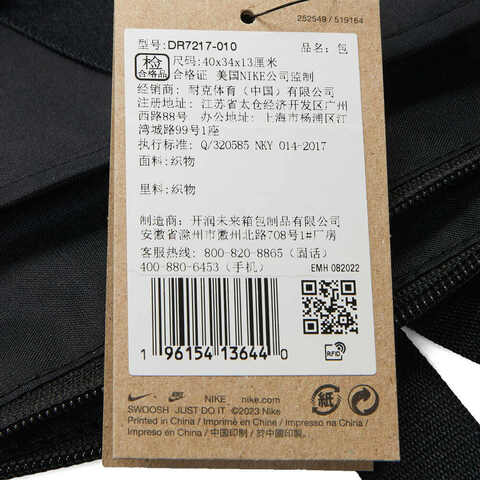 252549 / 519164
型号: DR7217-010 品名: 包
检 合格品 尺码: 40x34x13厘米
合格证 美国NIKE公司监制
经销商: 耐克体育（中国）有限公司
注册地址: 江苏省太仓经济开发区广州
西路88号 办公地址: 上海市杨浦区江
湾城路99号1座
执行标准: Q/320585 NKY 014-2017
面料: 织物
里料: 织物
制造商: 开润未来箱包制品有限公司
安徽省滁州市徽州北路708号1#厂房
客服热线: 800-820-8865（固话）
400-880-6453（手机）
EMH 082022
1 96154 13644 0
RFID
NIKE nike.com
SWOOSH JUST DO IT ©2023 Nike
Printed in China / Imprimé en Chine / Impresso na China /
Impreso en China / 中国印制 / 於中國印製
紙